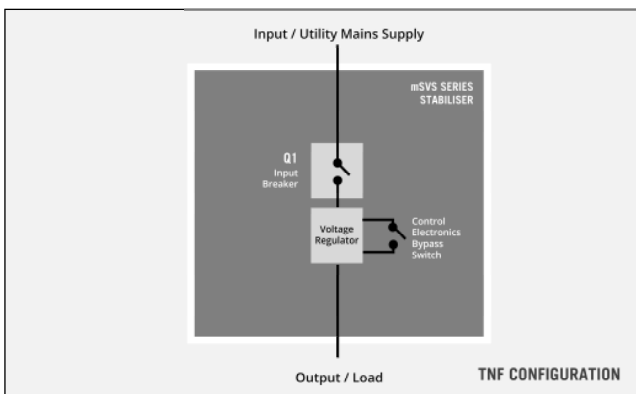 Input / Utility Mains Supply
mSVS SERIES
STABILISER
Q1
Input
Breaker
Voltage
Regulator
Control
Electronics
Bypass
Switch
Output / Load
TNF CONFIGURATION